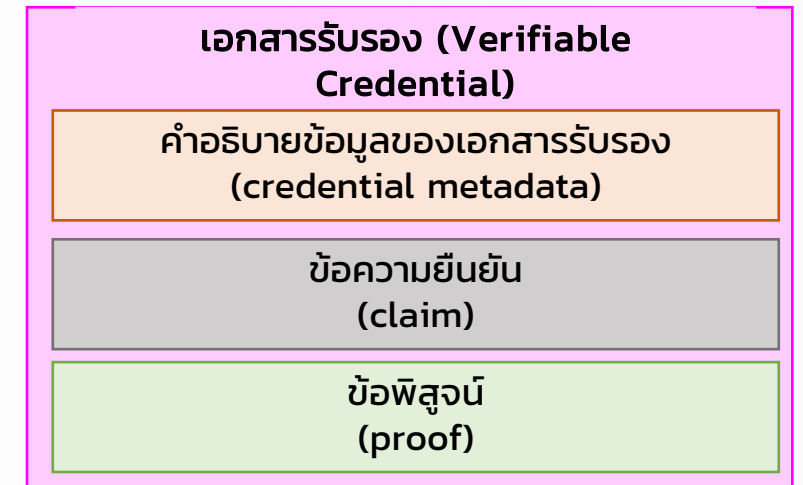 เอกสารรับรอง (Verifiable
Credential)
คำอธิบายข้อมูลของเอกสารรับรอง
(credential metadata)
ข้อความยืนยัน
(claim)
ข้อพิสูจน์
(proof)